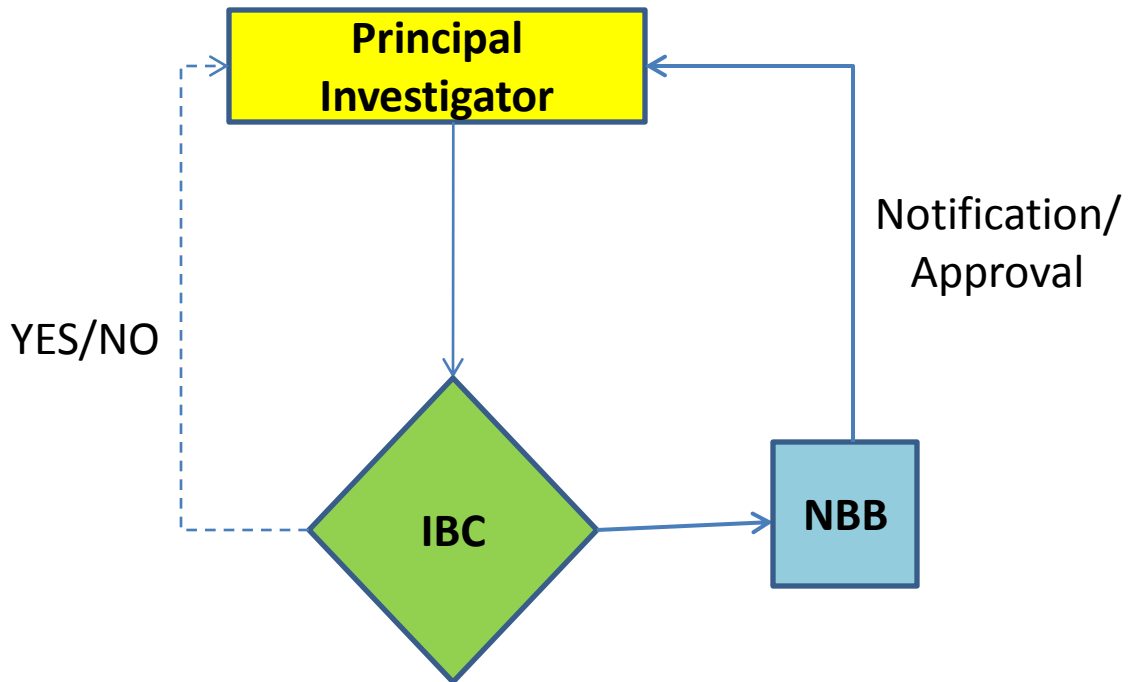 Principal
Investigator
Notification/
Approval
YES/NO
IBC
NBB